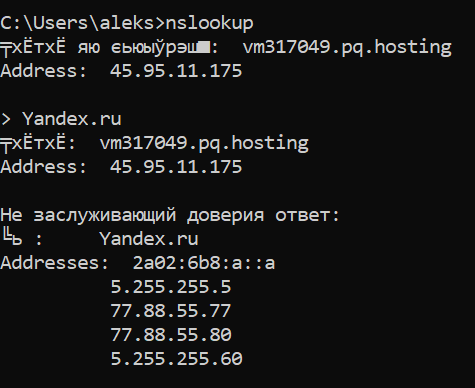 C:\Users\aleks>nslookup
╤хЁтхЁ яю єьюыўрэш■: vm317049.pq.hosting
Address: 45.95.11.175
> Yandex.ru
╤хЁтхЁ: vm317049.pq.hosting
Address: 45.95.11.175
Не заслуживающий доверия ответ:
╚ь : Yandex.ru
Addresses: 2a02:6b8:a::a
5.255.255.5
77.88.55.77
77.88.55.80
5.255.255.60